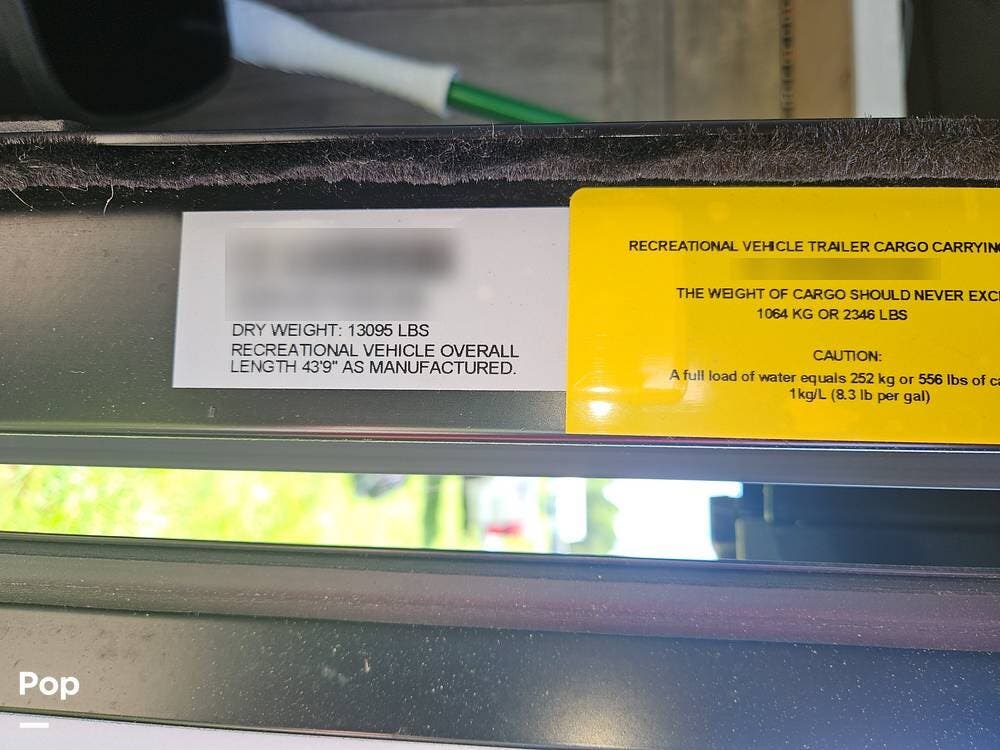 DRY WEIGHT: 13095 LBS
RECREATIONAL VEHICLE OVERALL
LENGTH 43'9" AS MANUFACTURED.
RECREATIONAL VEHICLE TRAILER CARGO CARRYING
THE WEIGHT OF CARGO SHOULD NEVER EXC
1064 KG OR 2346 LBS
CAUTION:
A full load of water equals 252 kg or 556 lbs of ca
1kg/L (8.3 lb per gal)
Pop